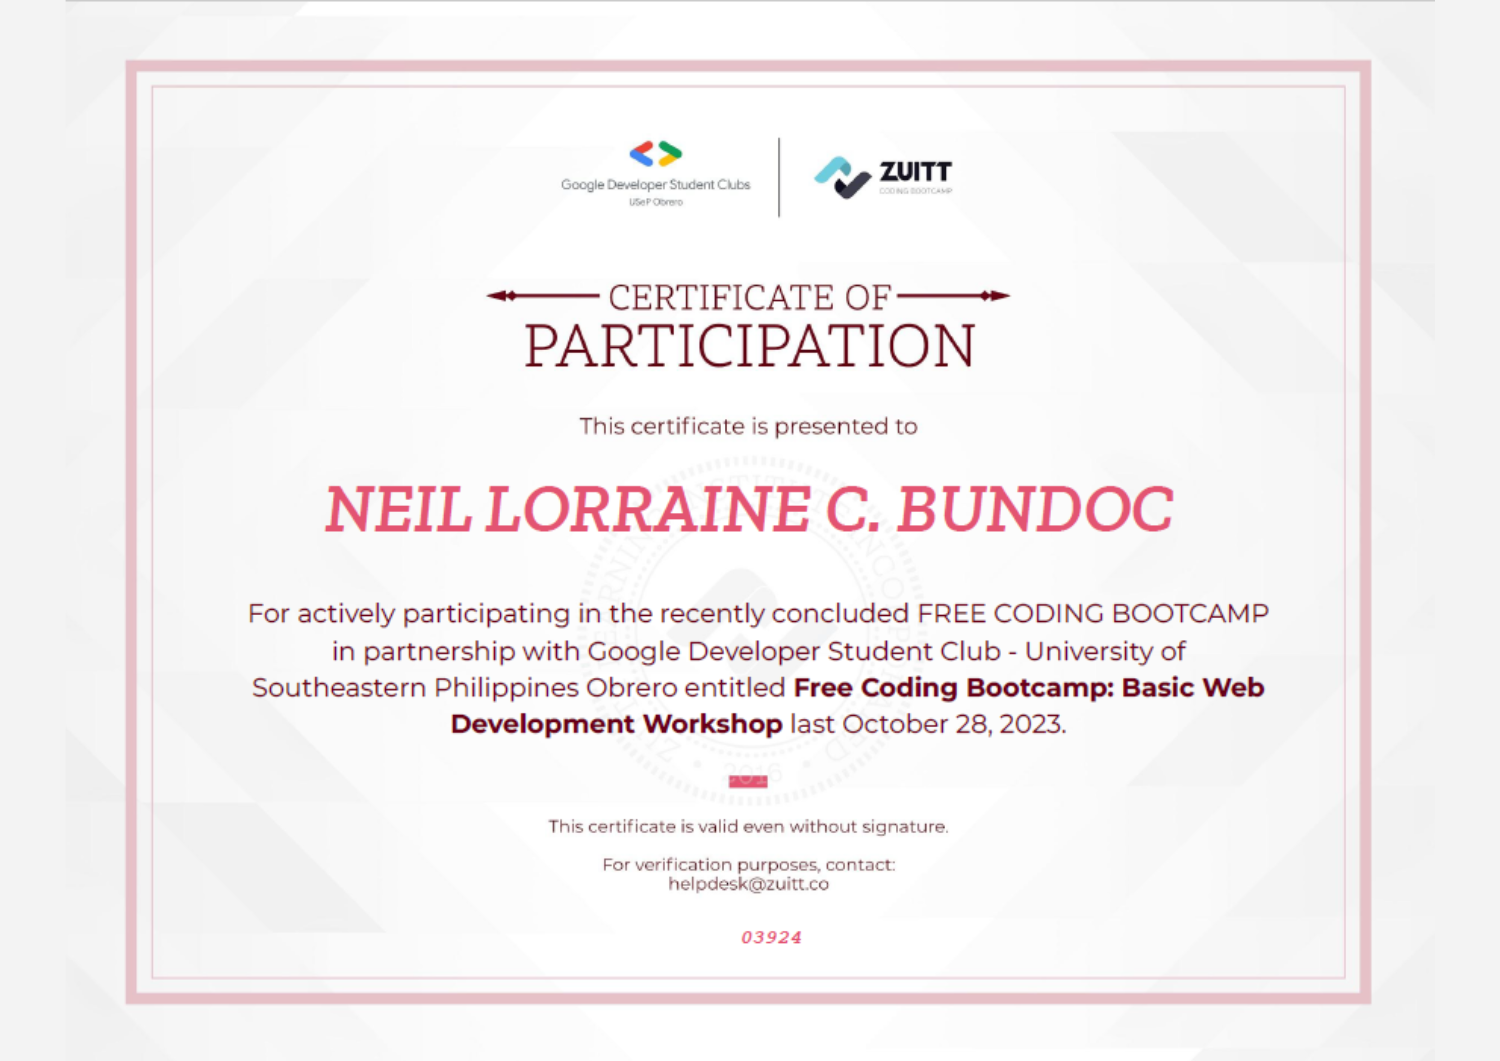 Google Developer Student Clubs
USeP Obrero
ZUITT
CODING BOOTCAMP
CERTIFICATE OF
PARTICIPATION
This certificate is presented to
NEIL LORRAINE C. BUNDOC
For actively participating in the recently concluded FREE CODING BOOTCAMP
in partnership with Google Developer Student Club - University of
Southeastern Philippines Obrero entitled Free Coding Bootcamp: Basic Web
Development Workshop last October 28, 2023.
2016
This certificate is valid even without signature.
For verification purposes, contact:
helpdesk@zuitt.co
03924